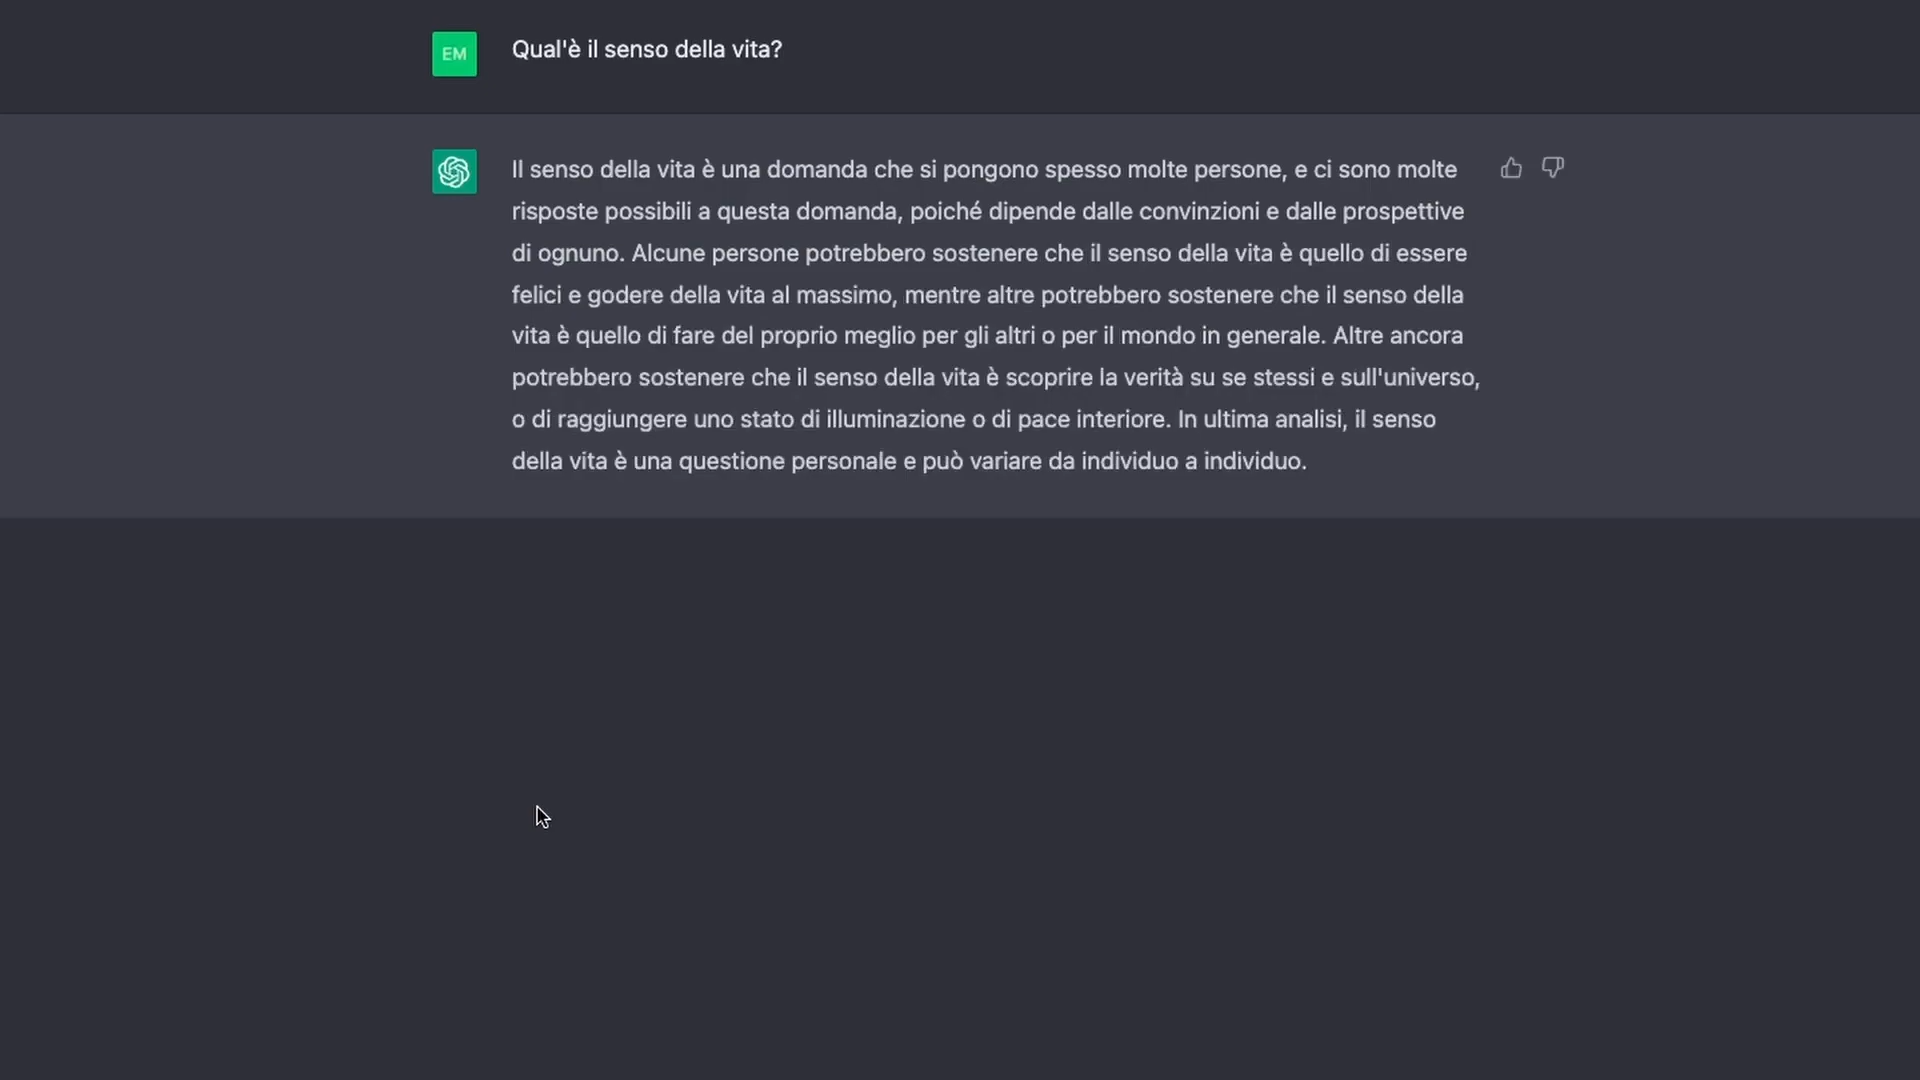 EM
Qual'è il senso della vita?
Il senso della vita è una domanda che si pongono spesso molte persone, e ci sono molte
risposte possibili a questa domanda, poiché dipende dalle convinzioni e dalle prospettive
di ognuno. Alcune persone potrebbero sostenere che il senso della vita è quello di essere
felici e godere della vita al massimo, mentre altre potrebbero sostenere che il senso della
vita è quello di fare del proprio meglio per gli altri o per il mondo in generale. Altre ancora
potrebbero sostenere che il senso della vita è scoprire la verità su se stessi e sull'universo,
o di raggiungere uno stato di illuminazione o di pace interiore. In ultima analisi, il senso
della vita è una questione personale e può variare da individuo a individuo.